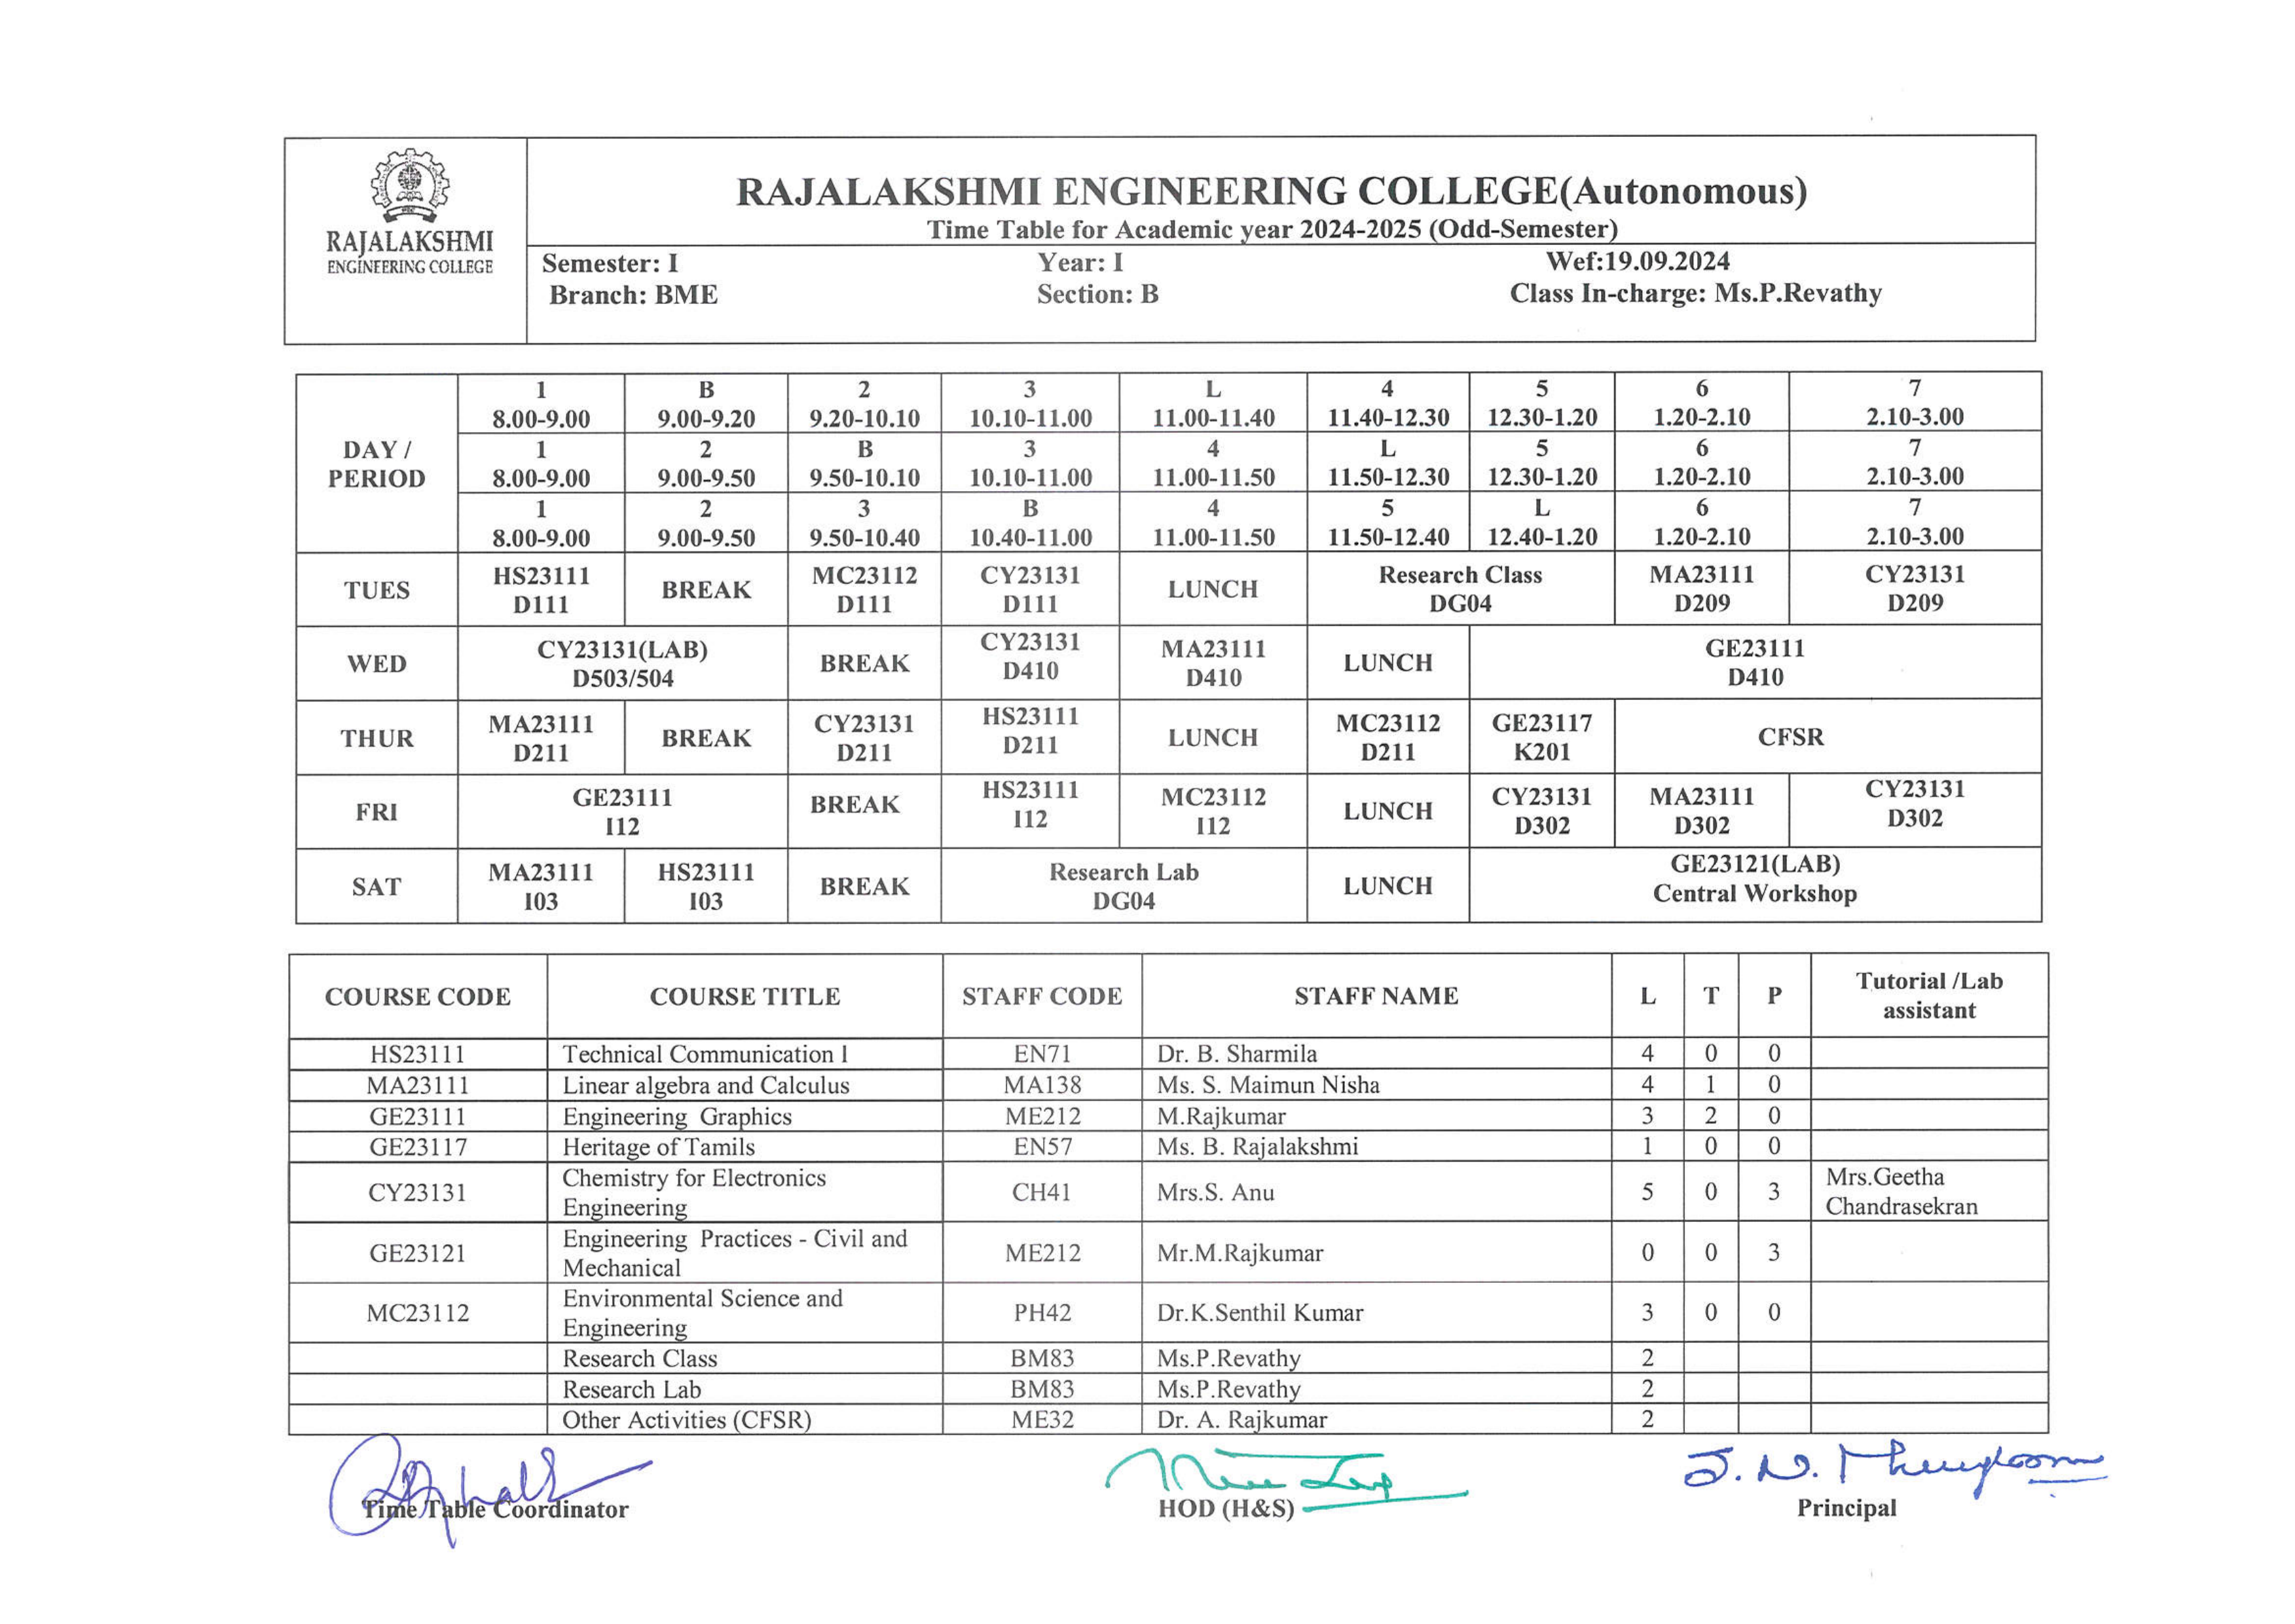 RAJALAKSHMI
ENGINEERING COLLEGE
RAJALAKSHMI ENGINEERING COLLEGE(Autonomous)
Time Table for Academic year 2024-2025 (Odd-Semester)
Semester: I Year: I Wef:19.09.2024
Branch: BME Section: B Class In-charge: Ms.P.Revathy
DAY / PERIOD
1 B 2 3 L 4 5 6 7
8.00-9.00 9.00-9.20 9.20-10.10 10.10-11.00 11.00-11.40 11.40-12.30 12.30-1.20 1.20-2.10 2.10-3.00
1 2 B 3 4 L 5 6 7
8.00-9.00 9.00-9.50 9.50-10.10 10.10-11.00 11.00-11.50 11.50-12.30 12.30-1.20 1.20-2.10 2.10-3.00
1 2 3 B 4 5 L 6 7
8.00-9.00 9.00-9.50 9.50-10.40 10.40-11.00 11.00-11.50 11.50-12.40 12.40-1.20 1.20-2.10 2.10-3.00
TUES HS23111 BREAK MC23112 CY23131 LUNCH Research Class MA23111 CY23131
D111 D111 D111 DG04 D209 D209
WED CY23131(LAB) BREAK CY23131 MA23111 LUNCH GE23111
D503/504 D410 D410 D410
THUR MA23111 BREAK CY23131 HS23111 LUNCH MC23112 GE23117 CFSR
D211 D211 D211 D211 K201
FRI GE23111 BREAK HS23111 MC23112 LUNCH CY23131 MA23111 CY23131
I12 I12 I12 D302 D302 D302
SAT MA23111 HS23111 BREAK Research Lab LUNCH GE23121(LAB)
I03 I03 DG04 Central Workshop
COURSE CODE COURSE TITLE STAFF CODE STAFF NAME L T P Tutorial /Lab assistant
HS23111 Technical Communication I EN71 Dr. B. Sharmila 4 0 0
MA23111 Linear algebra and Calculus MA138 Ms. S. Maimun Nisha 4 1 0
GE23111 Engineering Graphics ME212 M.Rajkumar 3 2 0
GE23117 Heritage of Tamils EN57 Ms. B. Rajalakshmi 1 0 0
CY23131 Chemistry for Electronics Engineering CH41 Mrs.S. Anu 5 0 3 Mrs.Geetha Chandrasekran
GE23121 Engineering Practices - Civil and Mechanical ME212 Mr.M.Rajkumar 0 0 3
MC23112 Environmental Science and Engineering PH42 Dr.K.Senthil Kumar 3 0 0
Research Class BM83 Ms.P.Revathy 2
Research Lab BM83 Ms.P.Revathy 2
Other Activities (CFSR) ME32 Dr. A. Rajkumar 2
Time Table Coordinator HOD (H&S) Principal